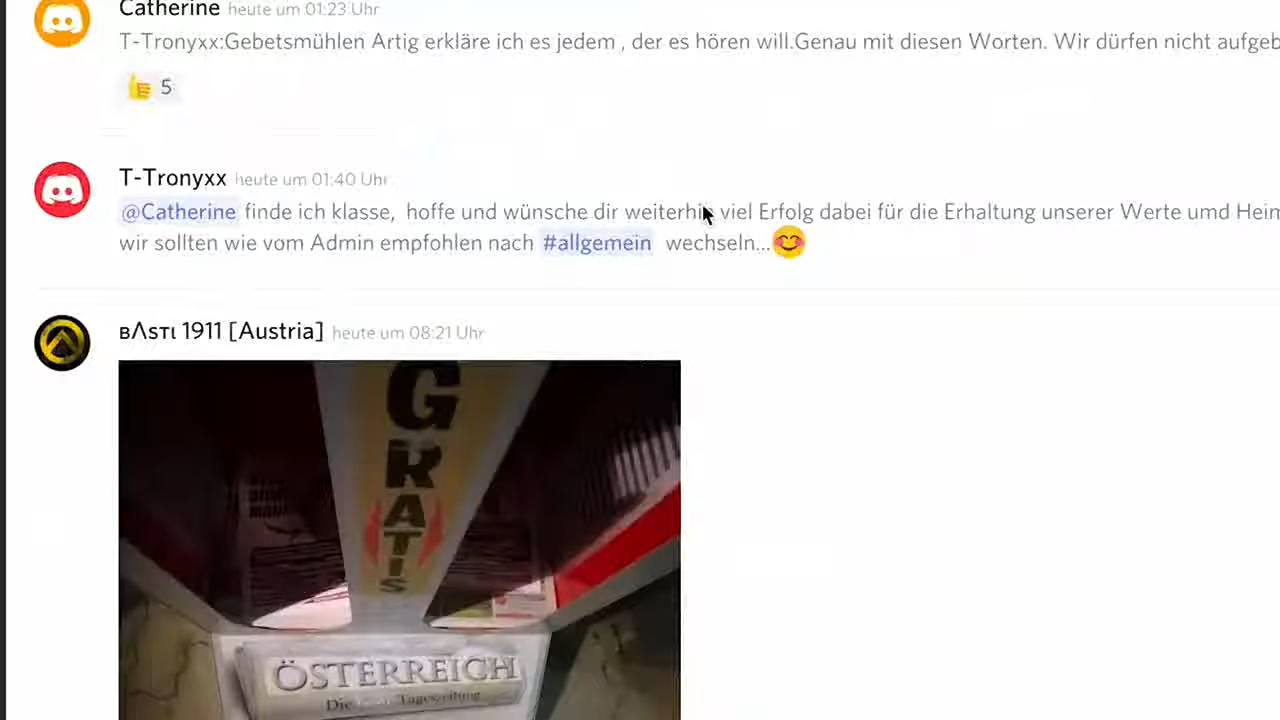 Catherine heute um 01:23 Uhr
T-Tronyxx:Gebetsmühlen Artig erkläre ich es jedem , der es hören will.Genau mit diesen Worten. Wir dürfen nicht aufgeb
5
T-Tronyxx heute um 01:40 Uhr
@Catherine finde ich klasse, hoffe und wünsche dir weiterhin viel Erfolg dabei für die Erhaltung unserer Werte umd Heim
wir sollten wie vom Admin empfohlen nach #allgemein wechseln...
ʙΛsтι 1911 [Austria] heute um 08:21 Uhr
GRATIS
ÖSTERREICH
Die Tageszeitung